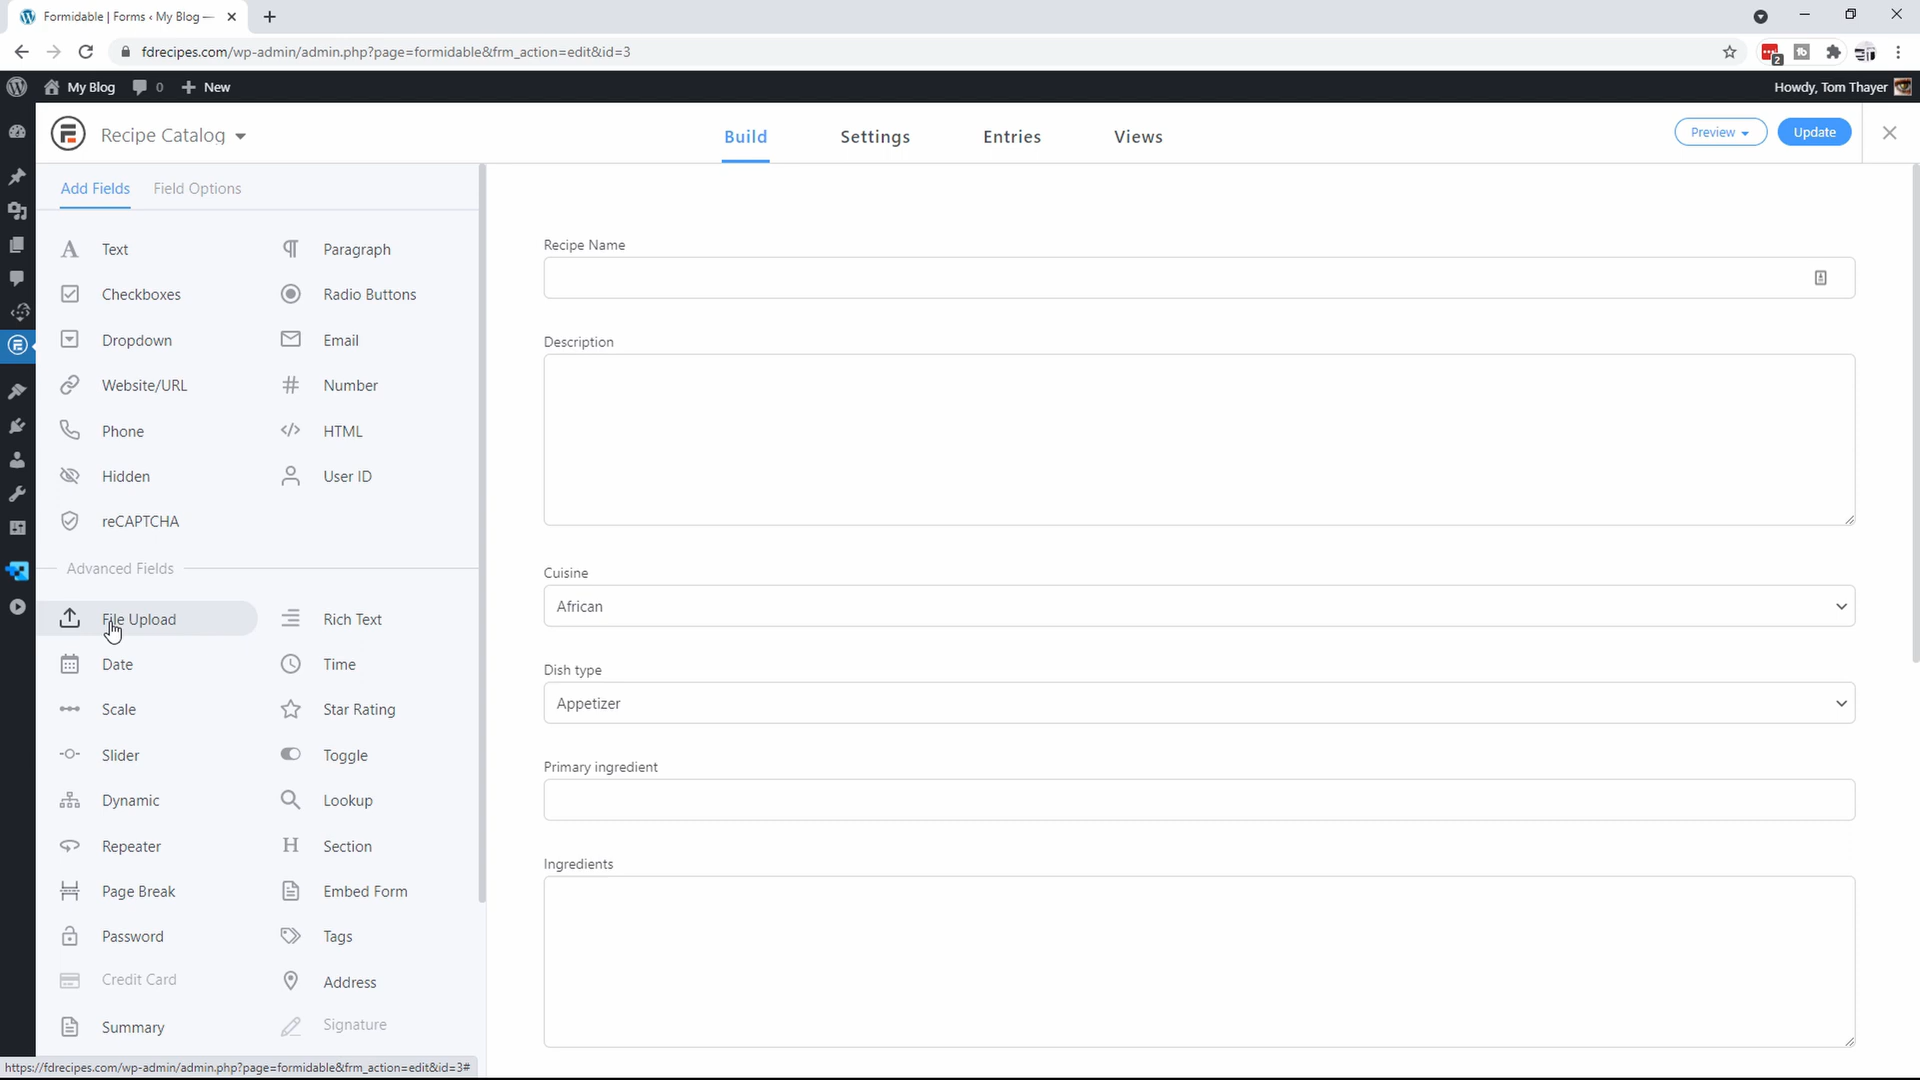 Formidable | Forms ‹ My Blog —
fdrecipes.com/wp-admin/admin.php?page=formidable&frm_action=edit&id=3
2
My Blog
0
New
Howdy, Tom Thayer
Recipe Catalog
Build
Settings
Entries
Views
Preview
Update
Add Fields
Field Options
Text
Paragraph
Checkboxes
Radio Buttons
Dropdown
Email
Website/URL
Number
Phone
HTML
Hidden
User ID
reCAPTCHA
Advanced Fields
File Upload
Rich Text
Date
Time
Scale
Star Rating
Slider
Toggle
Dynamic
Lookup
Repeater
Section
Page Break
Embed Form
Password
Tags
Credit Card
Address
Summary
Signature
Recipe Name
Description
Cuisine
African
Dish type
Appetizer
Primary ingredient
Ingredients
https://fdrecipes.com/wp-admin/admin.php?page=formidable&frm_action=edit&id=3#